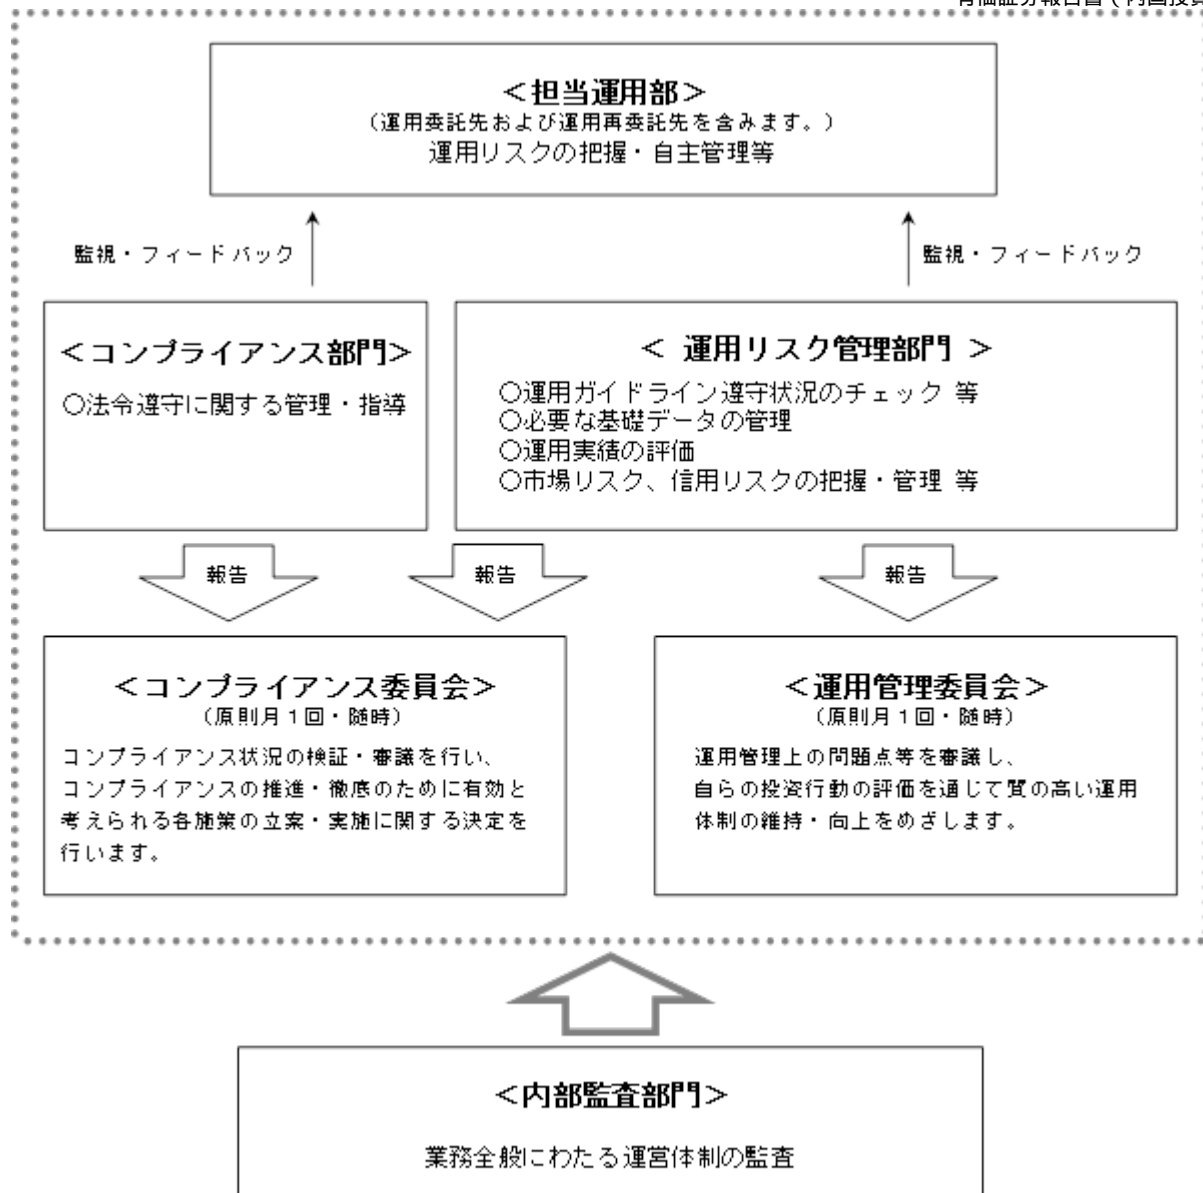 ＜担当運用部＞
（運用委託先および運用再委託先を含みます。）
運用リスクの把握・自主管理等
監視・フィードバック
監視・フィードバック
＜コンプライアンス部門＞
○法令遵守に関する管理・指導
＜ 運用リスク管理部門 ＞
○運用ガイドライン遵守状況のチェック 等
○必要な基礎データの管理
○運用実績の評価
○市場リスク、信用リスクの把握・管理 等
報告
報告
報告
＜コンプライアンス委員会＞
（原則月１回・随時）
コンプライアンス状況の検証・審議を行い、
コンプライアンスの推進・徹底のために有効と
考えられる各施策の立案・実施に関する決定を
行います。
＜運用管理委員会＞
（原則月１回・随時）
運用管理上の問題点等を審議し、
自らの投資行動の評価を通じて質の高い運用
体制の維持・向上をめざします。
＜内部監査部門＞
業務全般にわたる運営体制の監査